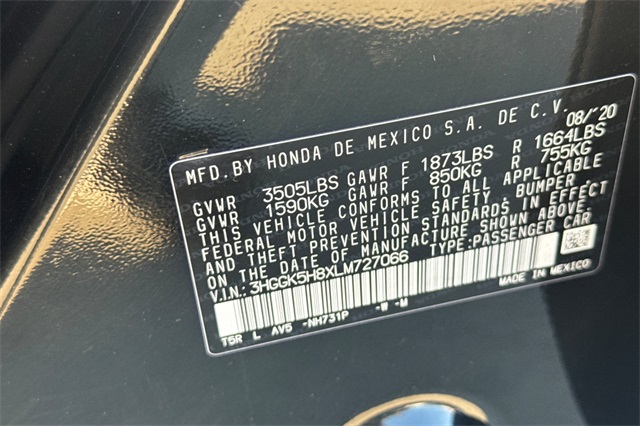 MFD. BY HONDA DE MEXICO S.A. DE C.V. 08/'20
GVWR 3505LBS GAWR F 1873LBS R 1664LBS
GVWR 1590KG GAWR F 850KG R 755KG
THIS VEHICLE CONFORMS TO ALL APPLICABLE
FEDERAL MOTOR VEHICLE SAFETY, BUMPER
AND THEFT PREVENTION STANDARDS IN EFFECT
ON THE DATE OF MANUFACTURE SHOWN ABOVE.
V.I.N.: 3HGGK5H8XLM727066 TYPE:PASSENGER CAR
T5R L AV5 -NH731P -W -M MADE IN MEXICO